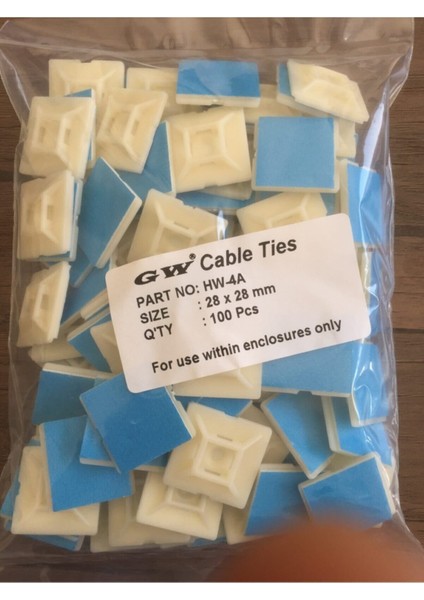 GW® Cable Ties
PART NO: HW-4A
SIZE : 28 x 28 mm
Q'TY : 100 Pcs
For use within enclosures only